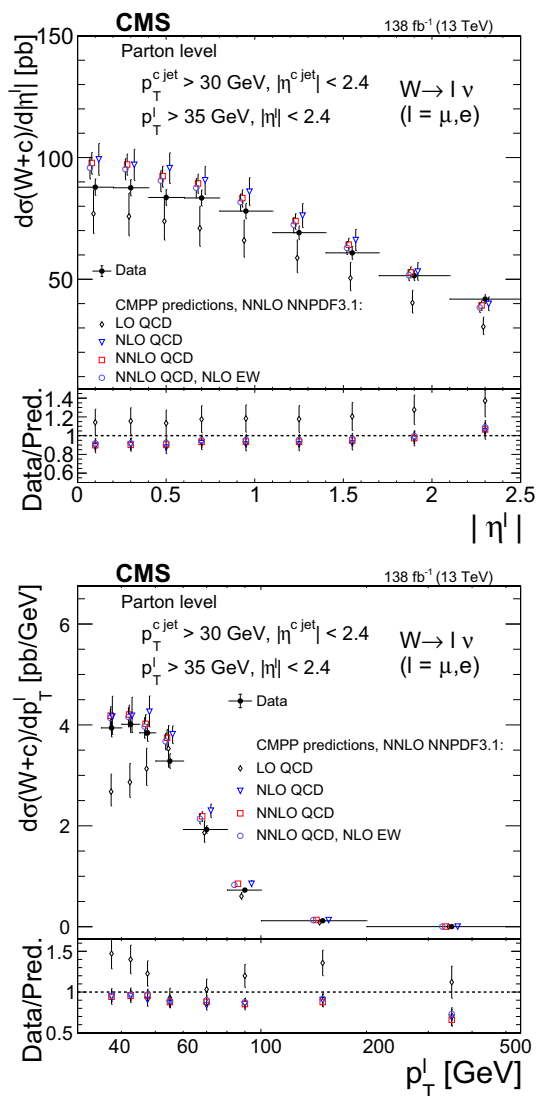 CMS 138 fb⁻¹ (13 TeV)
150
100
50
dσ(W+c)/d|η^l| [pb]
Parton level
p_T^{c jet} > 30 GeV, |η^{c jet}| < 2.4
p_T^l > 35 GeV, |η^l| < 2.4
W→ l ν
(l = μ,e)
Data
CMPP predictions, NNLO NNPDF3.1:
LO QCD
NLO QCD
NNLO QCD
NNLO QCD, NLO EW
Data/Pred.
1.4
1.2
1
0.8
0.6
0 0.5 1 1.5 2 2.5
| η^l |
CMS 138 fb⁻¹ (13 TeV)
6
4
2
0
dσ(W+c)/dp_T^l [pb/GeV]
Parton level
p_T^{c jet} > 30 GeV, |η^{c jet}| < 2.4
p_T^l > 35 GeV, |η^l| < 2.4
W→ l ν
(l = μ,e)
Data
CMPP predictions, NNLO NNPDF3.1:
LO QCD
NLO QCD
NNLO QCD
NNLO QCD, NLO EW
Data/Pred.
1.5
1
0.5
40 60 100 200 300 500
p_T^l [GeV]